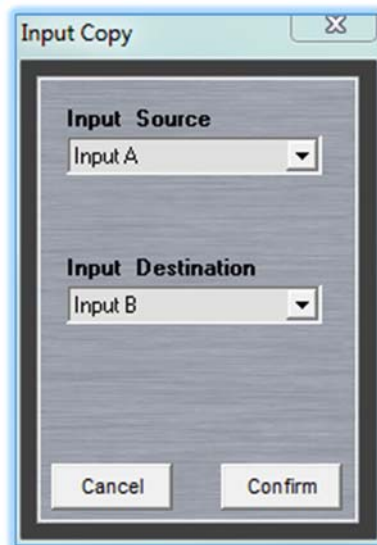 Input Copy
Input Source
Input A
Input Destination
Input B
Cancel Confirm